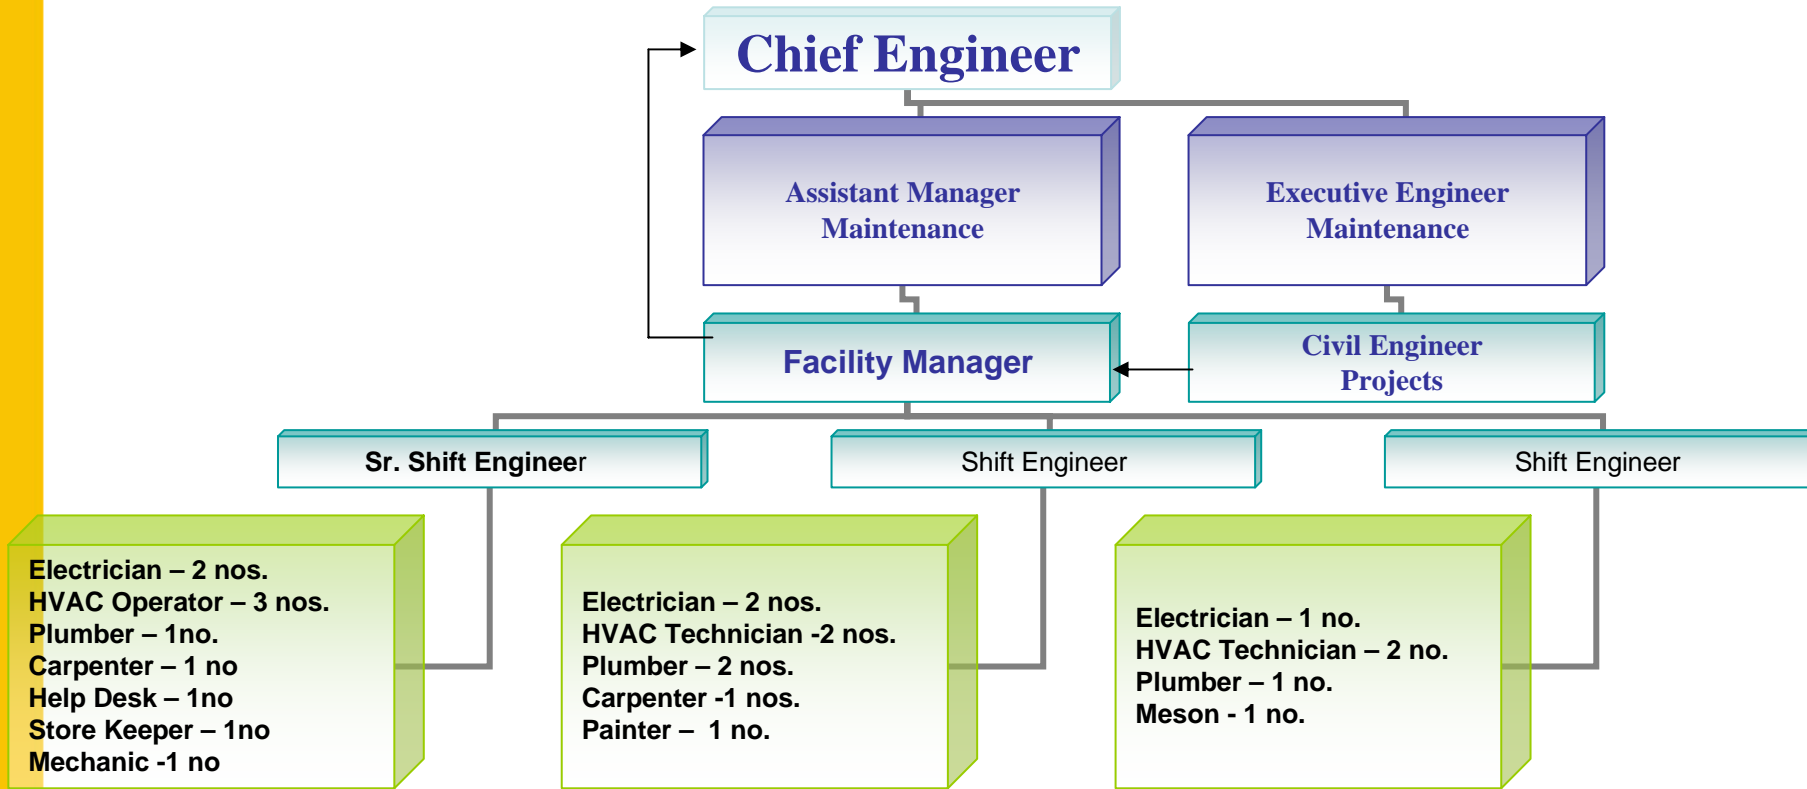 Chief Engineer
Assistant Manager
Maintenance
Executive Engineer
Maintenance
Facility Manager
Civil Engineer
Projects
Sr. Shift Engineer
Shift Engineer
Shift Engineer
Electrician – 2 nos.
HVAC Operator – 3 nos.
Plumber – 1no.
Carpenter – 1 no
Help Desk – 1no
Store Keeper – 1no
Mechanic -1 no
Electrician – 2 nos.
HVAC Technician -2 nos.
Plumber – 2 nos.
Carpenter -1 nos.
Painter –  1 no.
Electrician – 1 no.
HVAC Technician – 2 no.
Plumber – 1 no.
Meson - 1 no.